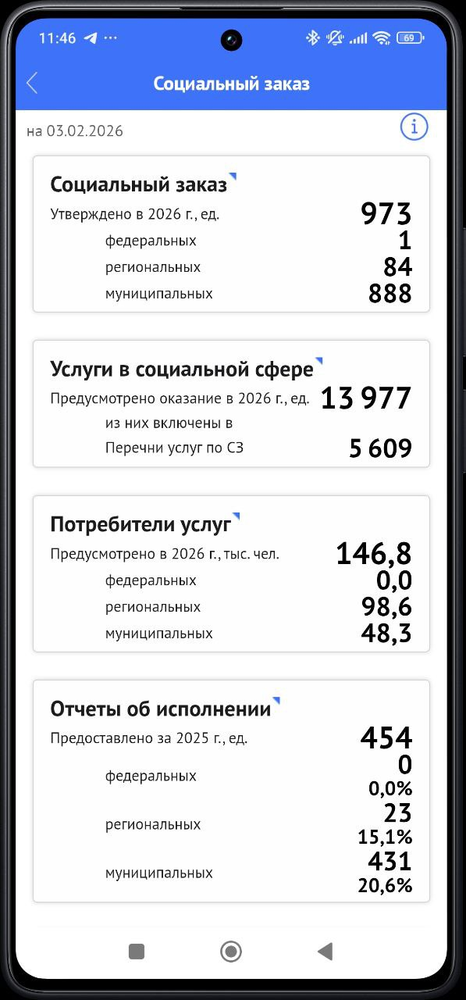 11:46
69
Социальный заказ
на 03.02.2026
i
Социальный заказ
Утверждено в 2026 г., ед. 973
федеральных 1
региональных 84
муниципальных 888
Услуги в социальной сфере
Предусмотрено оказание в 2026 г., ед. 13 977
из них включены в
Перечни услуг по СЗ 5 609
Потребители услуг
Предусмотрено в 2026 г., тыс. чел. 146,8
федеральных 0,0
региональных 98,6
муниципальных 48,3
Отчеты об исполнении
Предоставлено за 2025 г., ед. 454
федеральных 0
0,0%
региональных 23
15,1%
муниципальных 431
20,6%